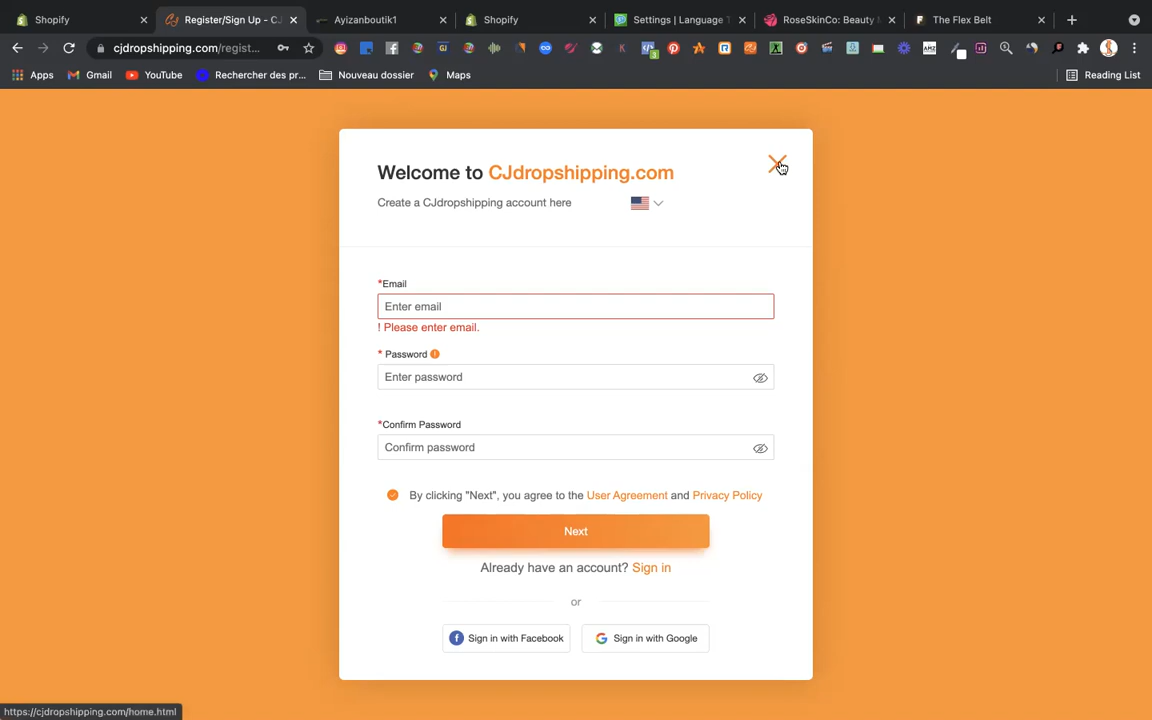 Shopify
Register/Sign Up - CJ
Ayizanboutik1
Shopify
Settings | Language T
RoseSkinCo: Beauty M
The Flex Belt
cjdropshipping.com/regist...
Apps
Gmail
YouTube
Rechercher des pr...
Nouveau dossier
Maps
Reading List
Welcome to CJdropshipping.com
Create a CJdropshipping account here
*Email
Enter email
! Please enter email.
* Password
Enter password
*Confirm Password
Confirm password
By clicking "Next", you agree to the User Agreement and Privacy Policy
Next
Already have an account? Sign in
or
Sign in with Facebook
Sign in with Google
https://cjdropshipping.com/home.html